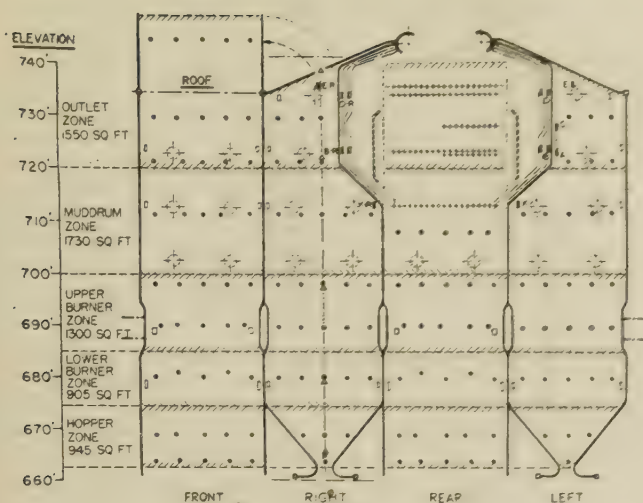 ELEVATION
740'
ROOF
730'
OUTLET
ZONE
1550 SQ FT
720'
710'
MUDDRUM
ZONE
1730 SQ FT
700'
UPPER
BURNER
ZONE
1300 SQ FT
690'
LOWER
BURNER
ZONE
905 SQ FT
680'
670'
HOPPER
ZONE
945 SQ FT
660'
FRONT
RIGHT
REAR
LEFT